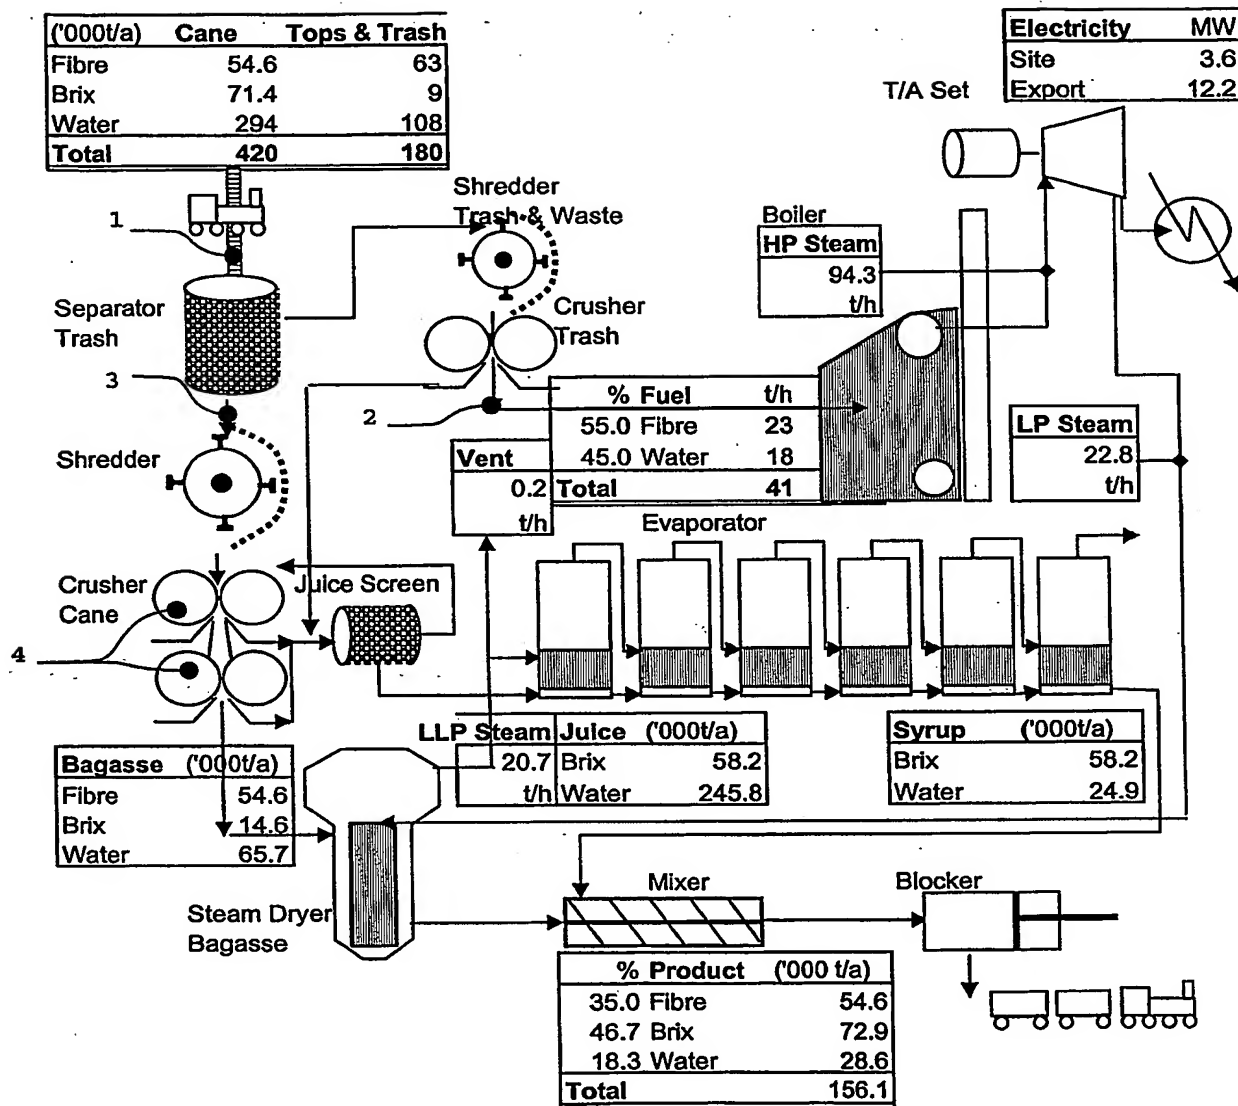 ('000t/a) Cane Tops & Trash
Fibre 54.6 63
Brix 71.4 9
Water 294 108
Total 420 180
Electricity MW
Site 3.6
Export 12.2
T/A Set
1
Shredder
Trash & Waste
Boiler
HP Steam
94.3
t/h
Separator
Trash
Crusher
Trash
3
2
% Fuel t/h
55.0 Fibre 23
45.0 Water 18
Total 41
LP Steam
22.8
t/h
Vent
0.2
t/h
Shredder
Evaporator
Crusher
Cane
Juice Screen
4
LLP Steam
20.7
t/h
Juice ('000t/a)
Brix 58.2
Water 245.8
Syrup ('000t/a)
Brix 58.2
Water 24.9
Bagasse ('000t/a)
Fibre 54.6
Brix 14.6
Water 65.7
Steam Dryer
Bagasse
Mixer
Blocker
% Product ('000 t/a)
35.0 Fibre 54.6
46.7 Brix 72.9
18.3 Water 28.6
Total 156.1